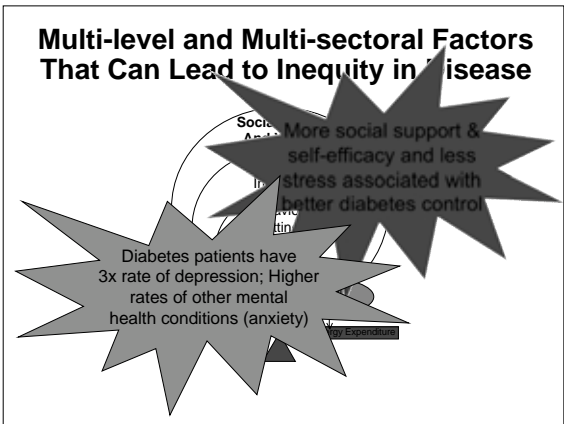 Multi-level and Multi-sectoral Factors
That Can Lead to Inequity in Disease
More social support &
self-efficacy and less
stress associated with
better diabetes control
Diabetes patients have
3x rate of depression; Higher
rates of other mental
health conditions (anxiety)
Expenditure